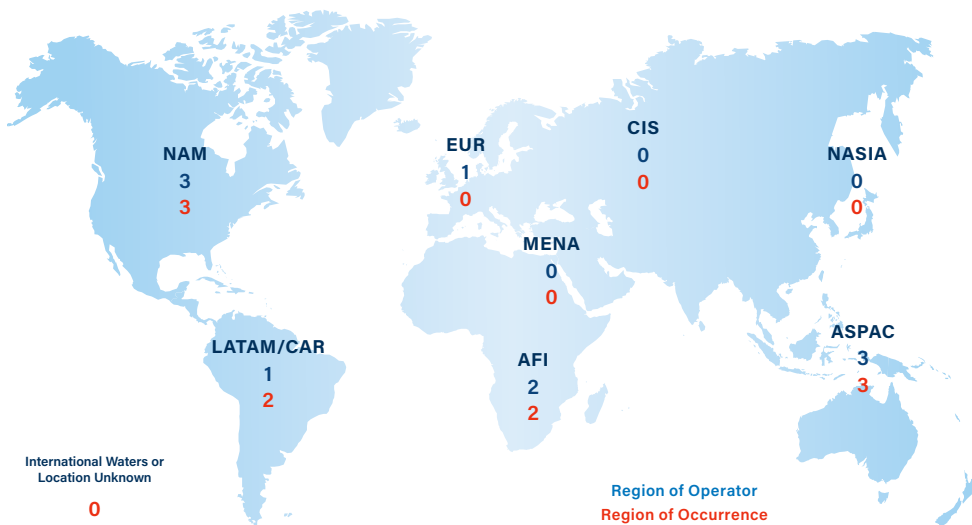 CIS
0
0
EUR
1
0
NAM
3
3
NASIA
0
0
MENA
0
0
ASPAC
3
3
LATAM/CAR
1
2
AFI
2
2
International Waters or
Location Unknown
0
Region of Operator
Region of Occurrence